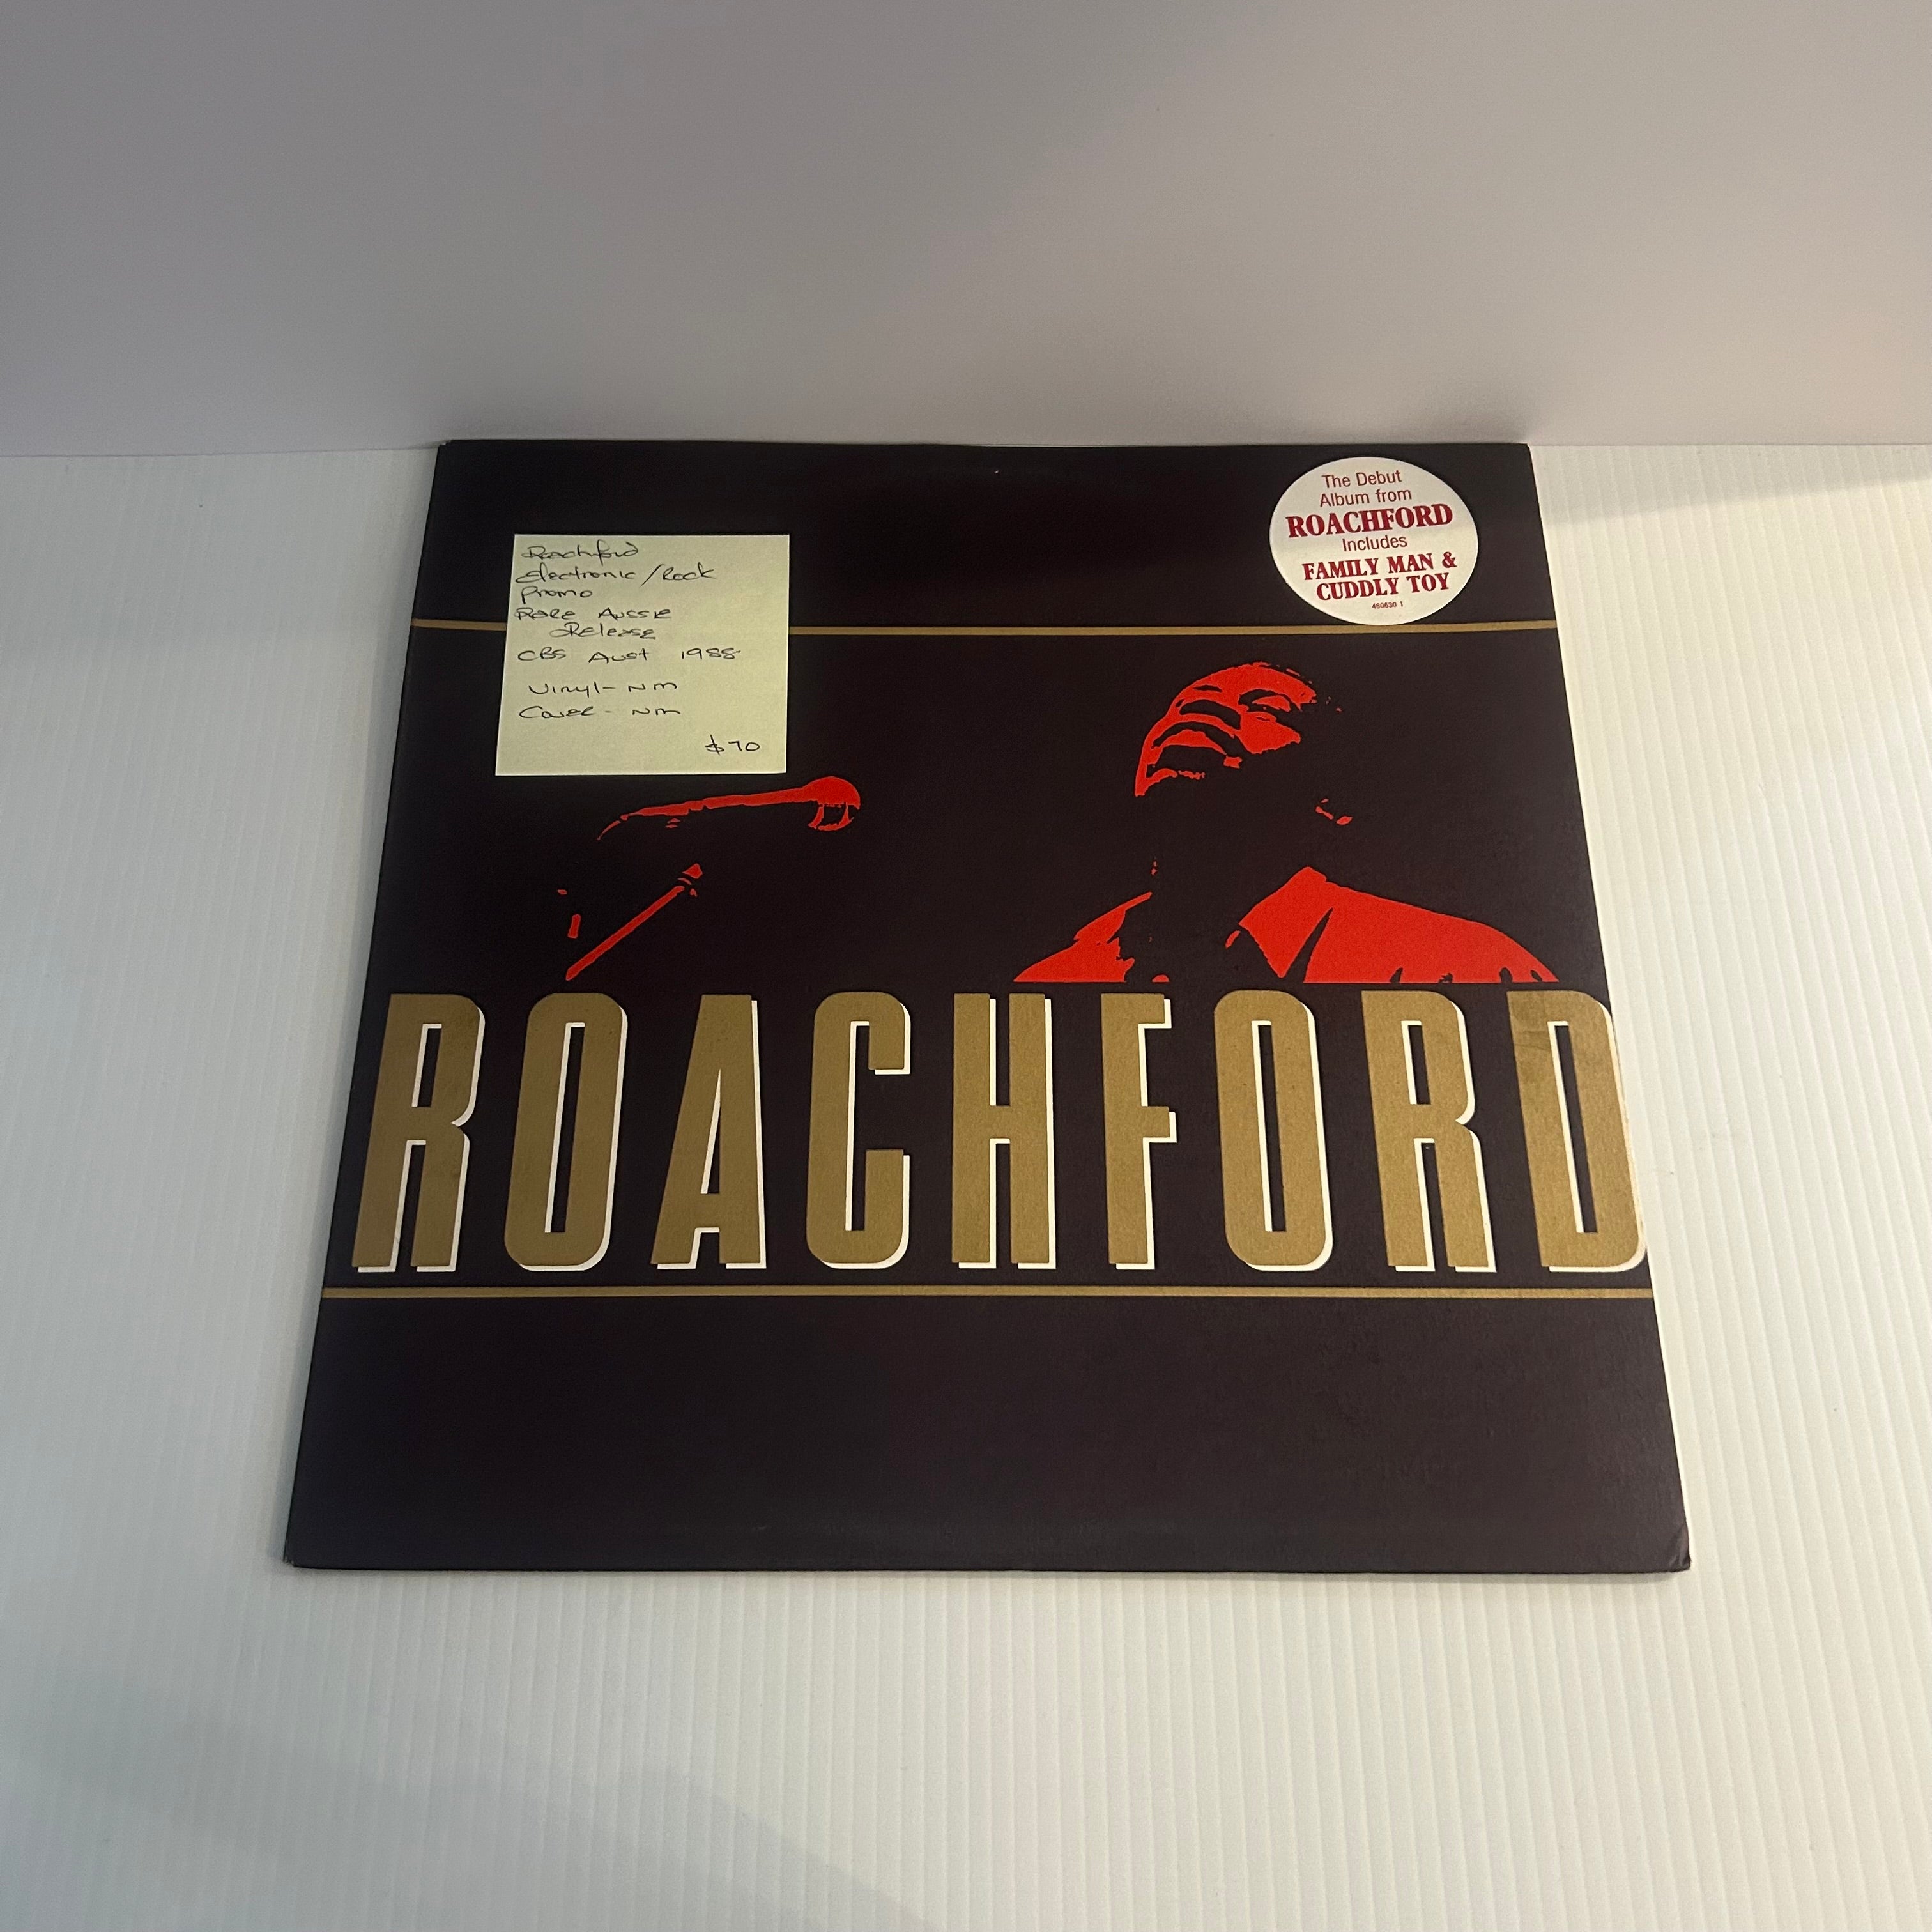 Roachford
Electronic/Rock
Promo
RARE AUSSIE
RELEASE
CBS Aust 1988
Vinyl - NM
Cover - NM
$70
The Debut
Album from
ROACHFORD
Includes
FAMILY MAN &
CUDDLY TOY
460630 1
ROACHFORD